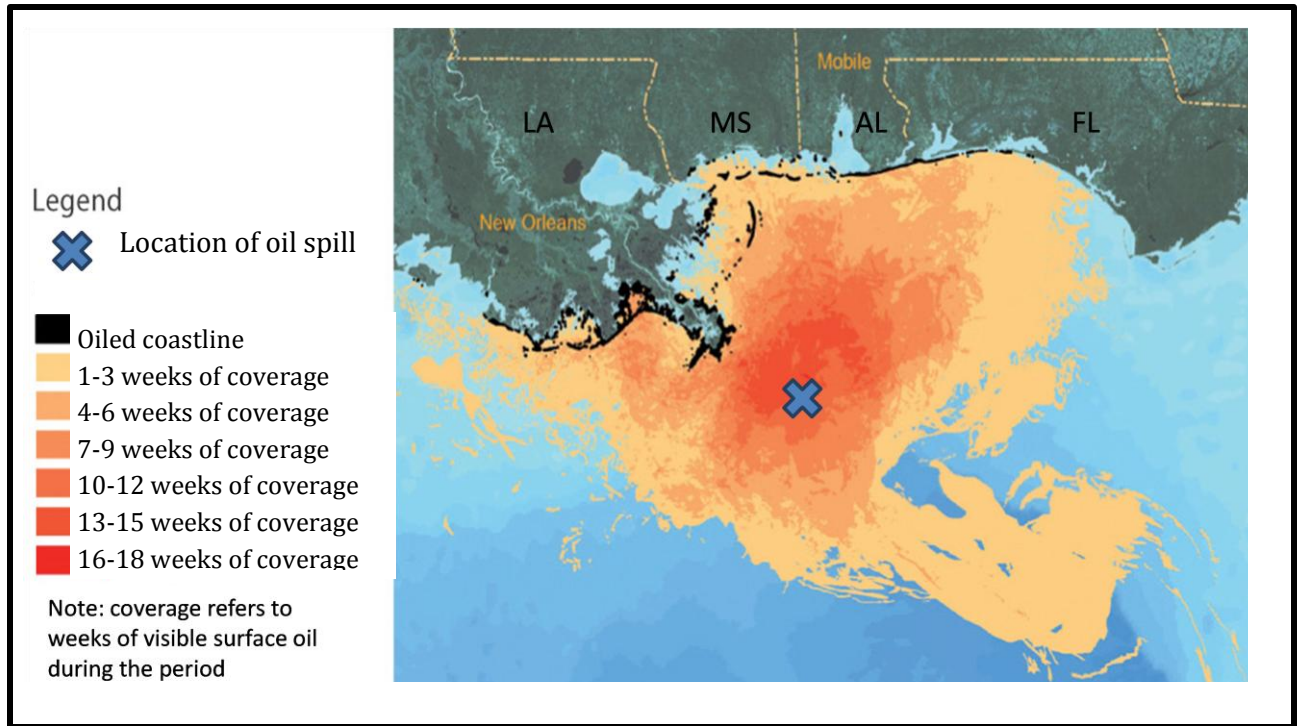 Mobile
LA
MS
AL
FL
New Orleans
Legend
Location of oil spill
Oiled coastline
1-3 weeks of coverage
4-6 weeks of coverage
7-9 weeks of coverage
10-12 weeks of coverage
13-15 weeks of coverage
16-18 weeks of coverage
Note: coverage refers to
weeks of visible surface oil
during the period